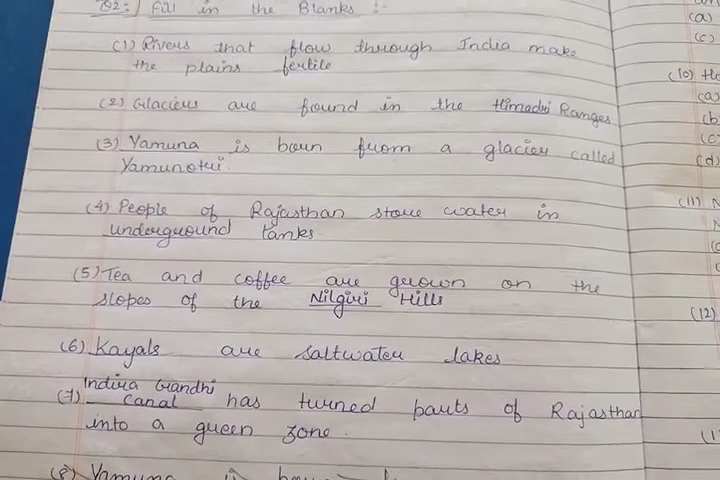 Q2:- Fill in the Blanks :-
(1) Rivers that flow through India make
the plains fertile
(2) Glaciers are found in the Himadri Ranges
(3) Yamuna is born from a glacier called
Yamunotri.
(4) People of Rajasthan store water in
underground tanks.
(5) Tea and coffee are grown on the
slopes of the Nilgiri Hills
(6) Kayals are saltwater lakes
Indira Gandhi
(7) canal has turned parts of Rajasthan
into a green zone.
(8) Yamuna is
(a)
(c)
(10)
(a)
(b)
(c)
(d)
(11)
(12)